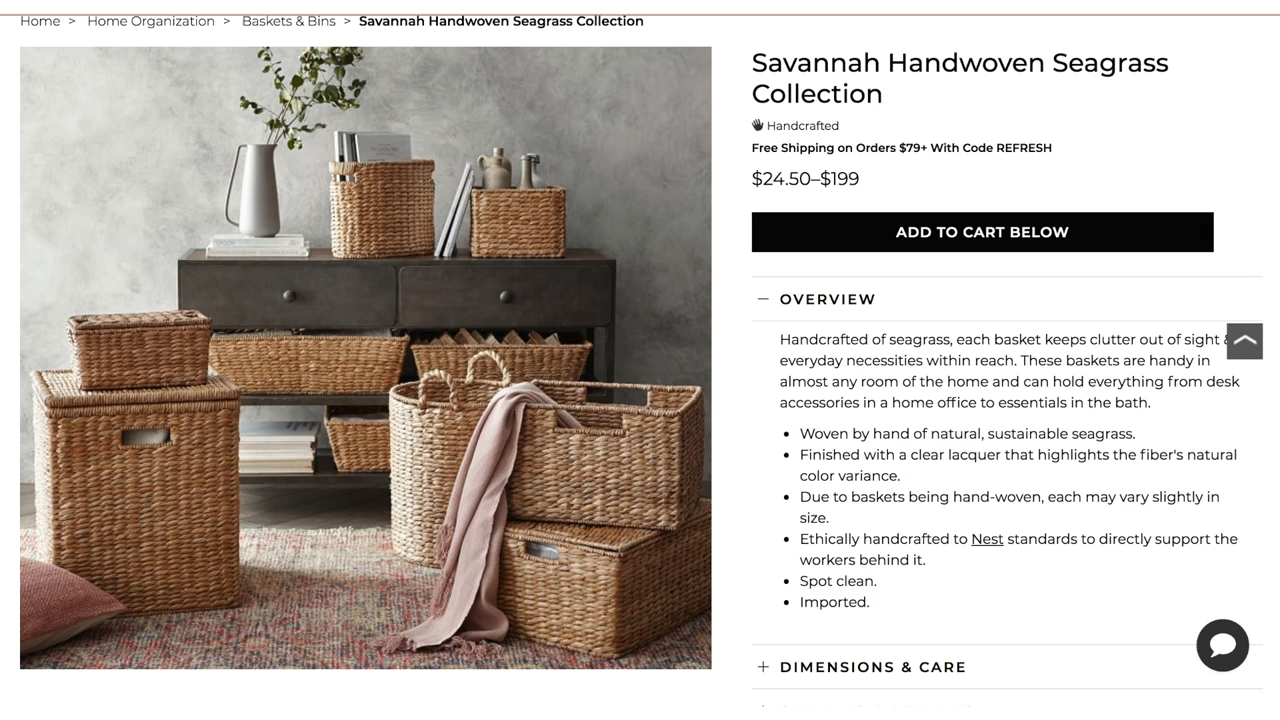 Home > Home Organization > Baskets & Bins > Savannah Handwoven Seagrass Collection
Savannah Handwoven Seagrass
Collection
Handcrafted
Free Shipping on Orders $79+ With Code REFRESH
$24.50–$199
ADD TO CART BELOW
OVERVIEW
Handcrafted of seagrass, each basket keeps clutter out of sight
everyday necessities within reach. These baskets are handy in
almost any room of the home and can hold everything from desk
accessories in a home office to essentials in the bath.
• Woven by hand of natural, sustainable seagrass.
• Finished with a clear lacquer that highlights the fiber's natural
color variance.
• Due to baskets being hand-woven, each may vary slightly in
size.
• Ethically handcrafted to Nest standards to directly support the
workers behind it.
• Spot clean.
• Imported.
DIMENSIONS & CARE